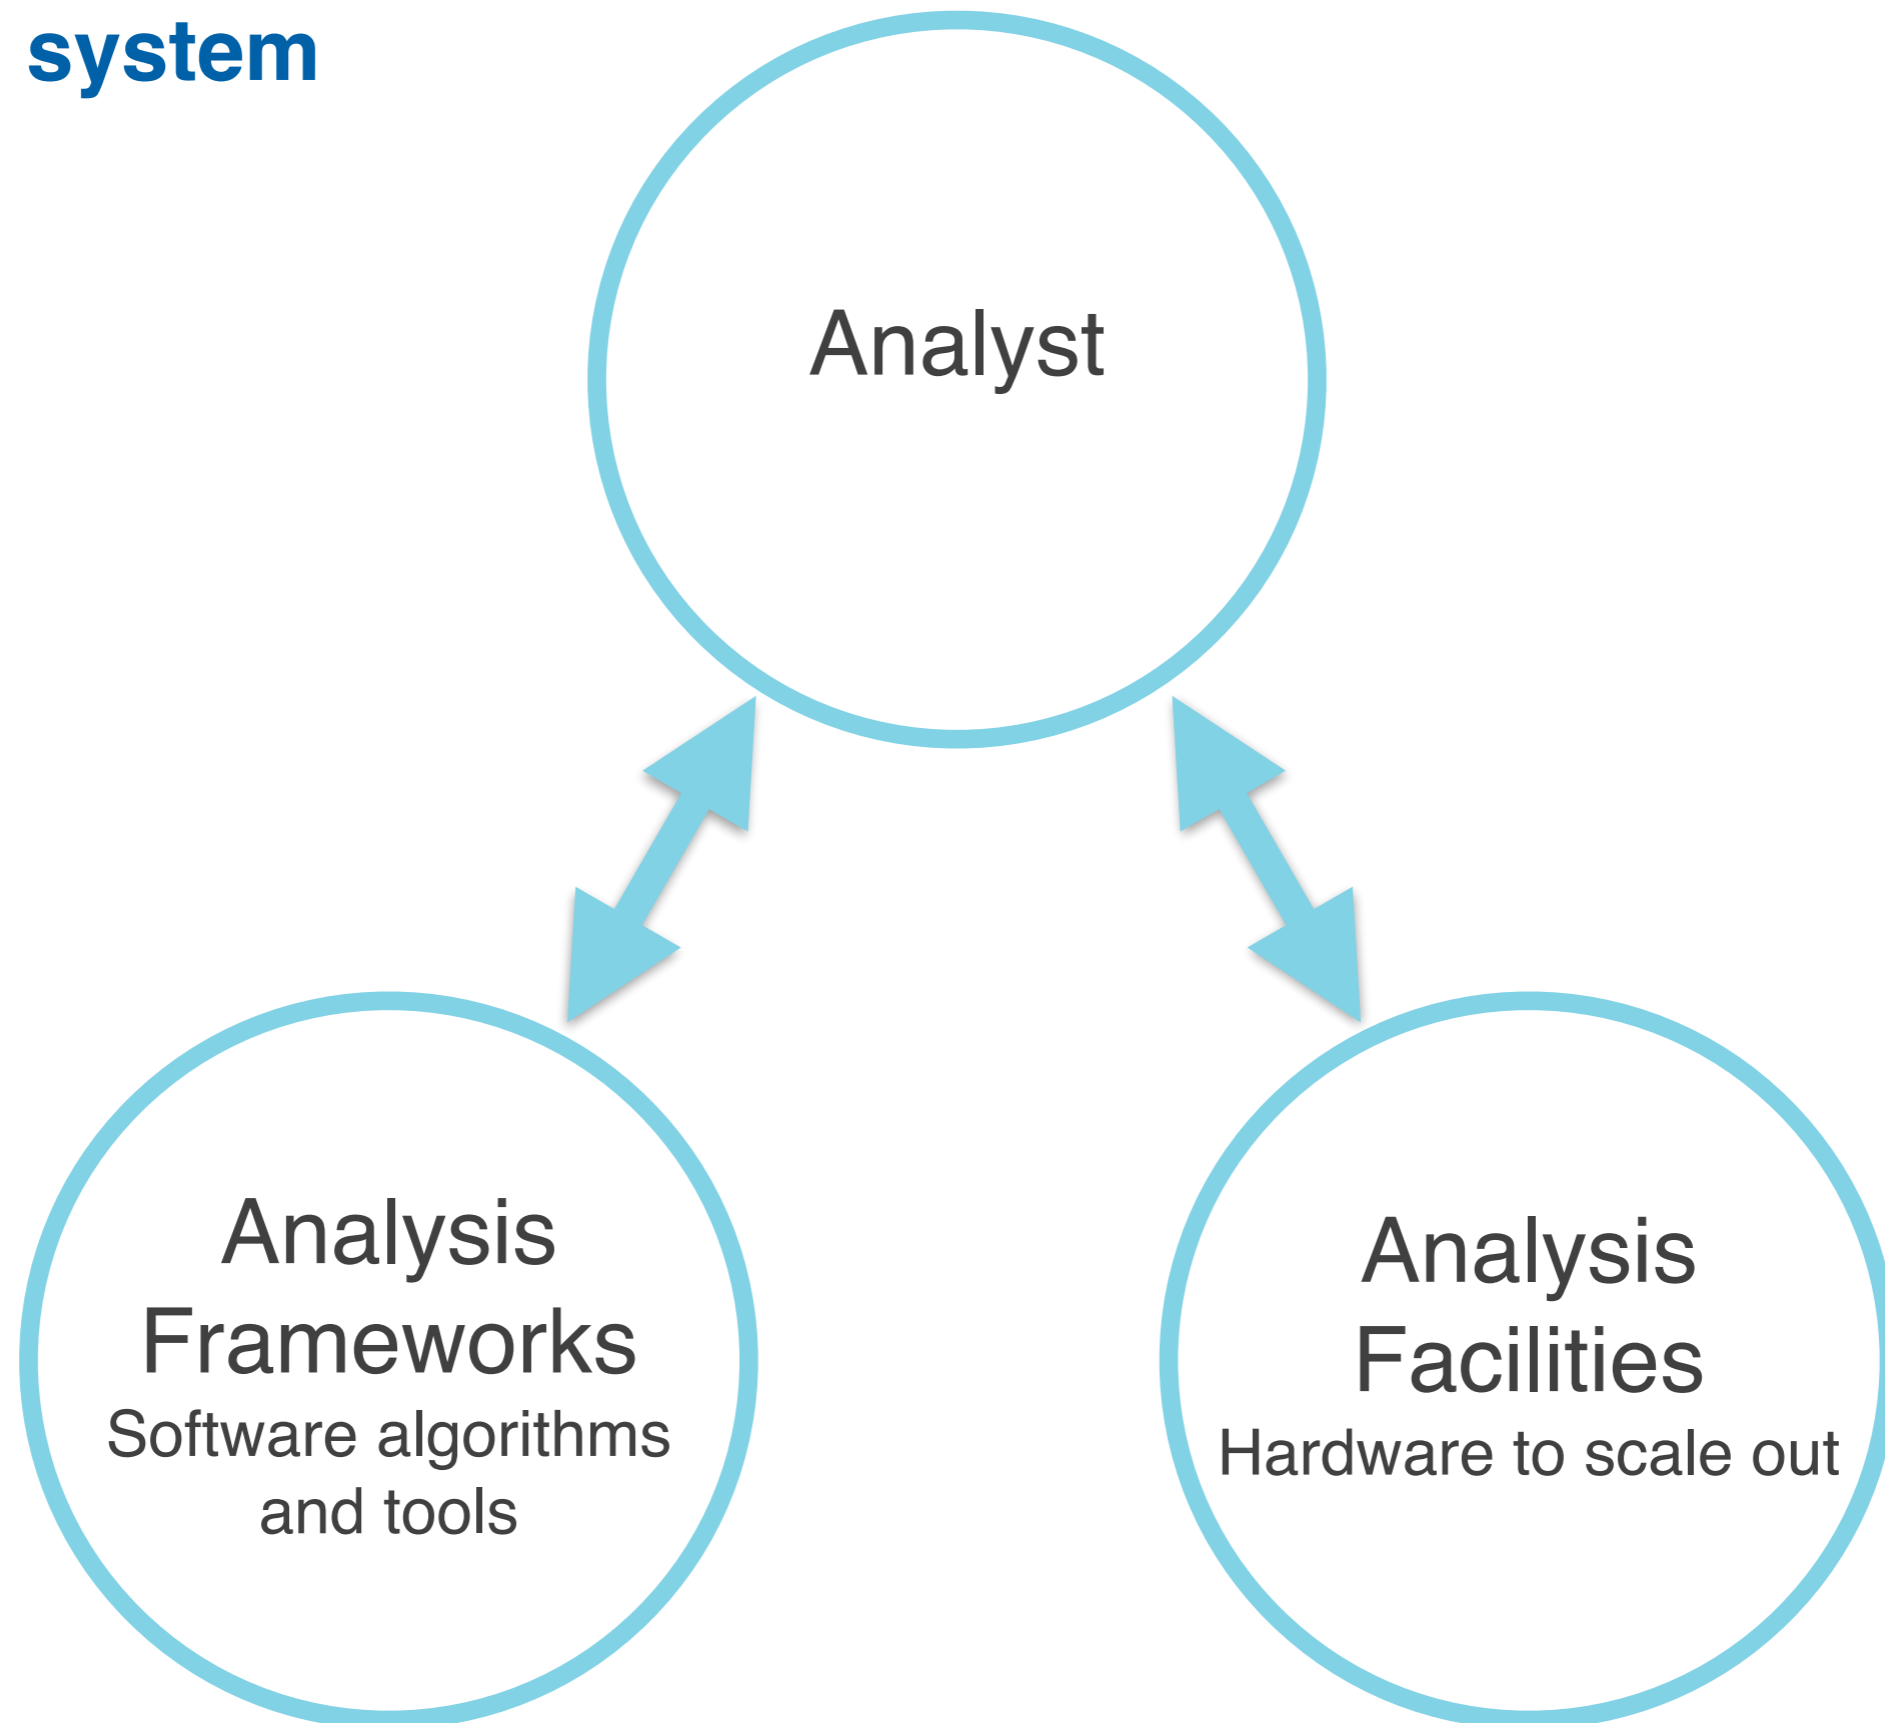 system
Analyst
Analysis
Frameworks
Software algorithms
and tools
Analysis
Facilities
Hardware to scale out